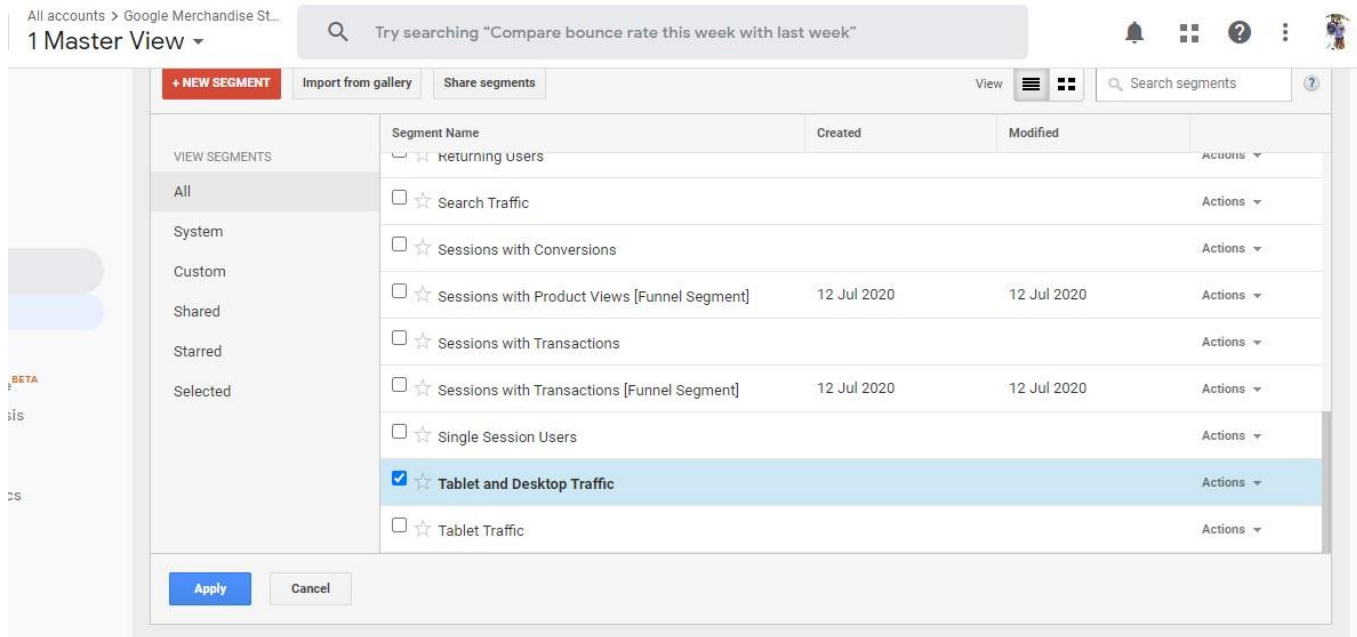 All accounts > Google Merchandise St...
1 Master View
Try searching “Compare bounce rate this week with last week”
+ NEW SEGMENT Import from gallery Share segments View Search segments ?
Segment Name Created Modified
VIEW SEGMENTS
All
System
Custom
Shared
Starred
Selected
Returning Users Actions
Search Traffic Actions
Sessions with Conversions Actions
Sessions with Product Views [Funnel Segment] 12 Jul 2020 12 Jul 2020 Actions
Sessions with Transactions Actions
Sessions with Transactions [Funnel Segment] 12 Jul 2020 12 Jul 2020 Actions
Single Session Users Actions
Tablet and Desktop Traffic Actions
Tablet Traffic Actions
BETA
sis
cs
Apply Cancel